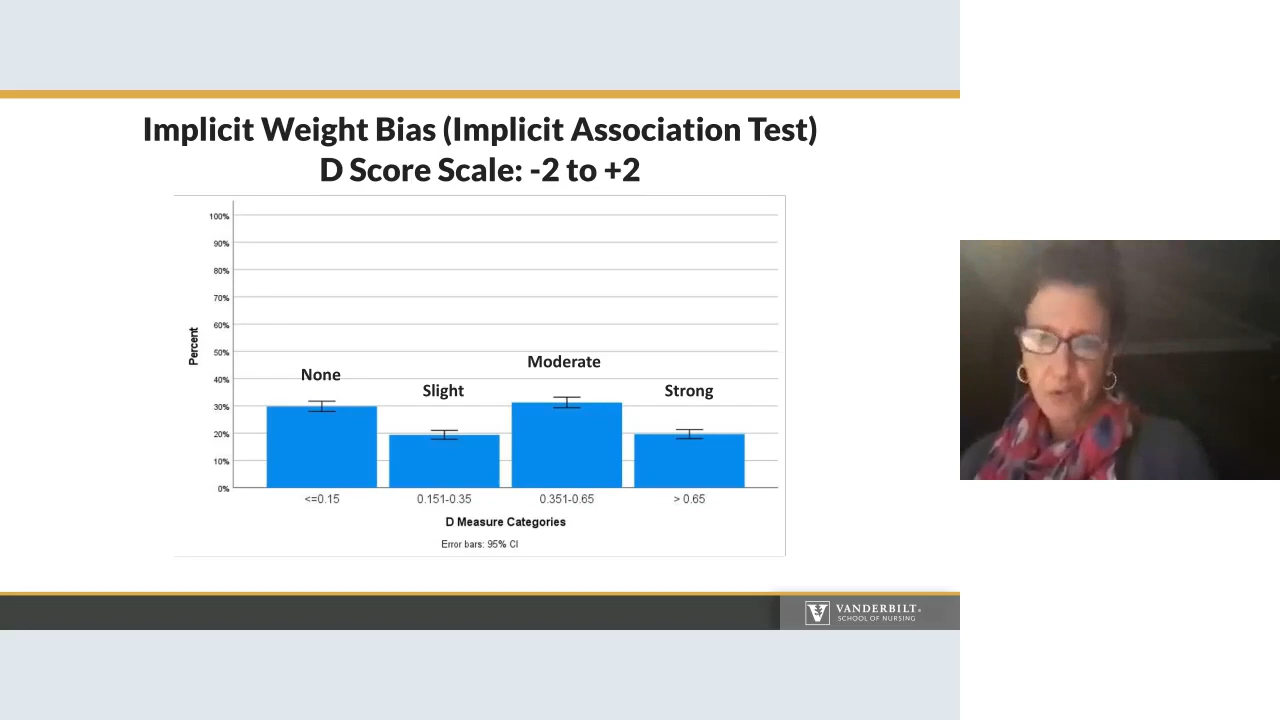 Implicit Weight Bias (Implicit Association Test)
D Score Scale: -2 to +2
100%
90%
80%
70%
60%
50%
40%
30%
20%
10%
0%
Percent
None
Slight
Moderate
Strong
<=0.15
0.151-0.35
0.351-0.65
> 0.65
D Measure Categories
Error bars: 95% CI
V VANDERBILT
SCHOOL OF NURSING